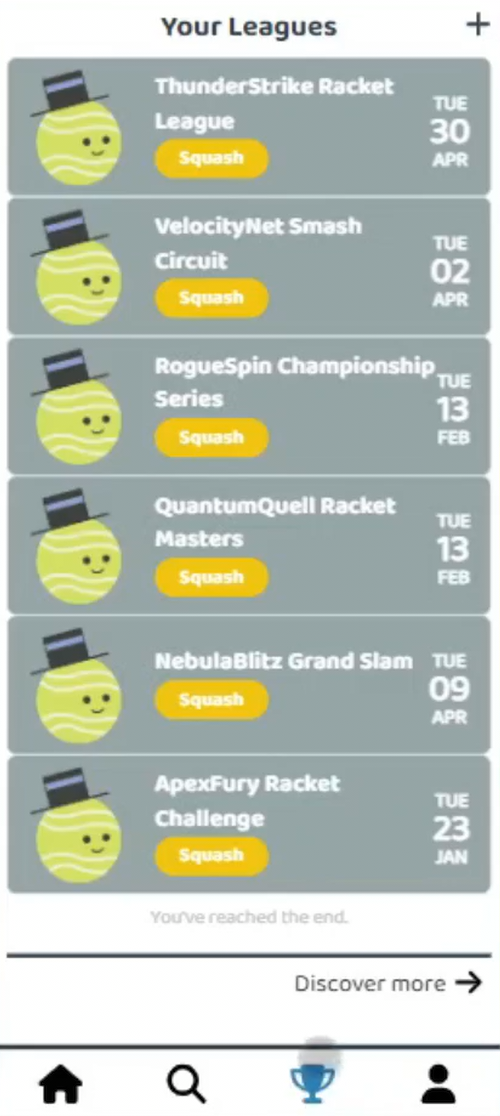 Your Leagues +
ThunderStrike Racket
League
Squash
TUE
30
APR
VelocityNet Smash
Circuit
Squash
TUE
02
APR
RogueSpin Championship
Series
Squash
TUE
13
FEB
QuantumQuell Racket
Masters
Squash
TUE
13
FEB
NebulaBlitz Grand Slam
Squash
TUE
09
APR
ApexFury Racket
Challenge
Squash
TUE
23
JAN
You've reached the end.
Discover more →